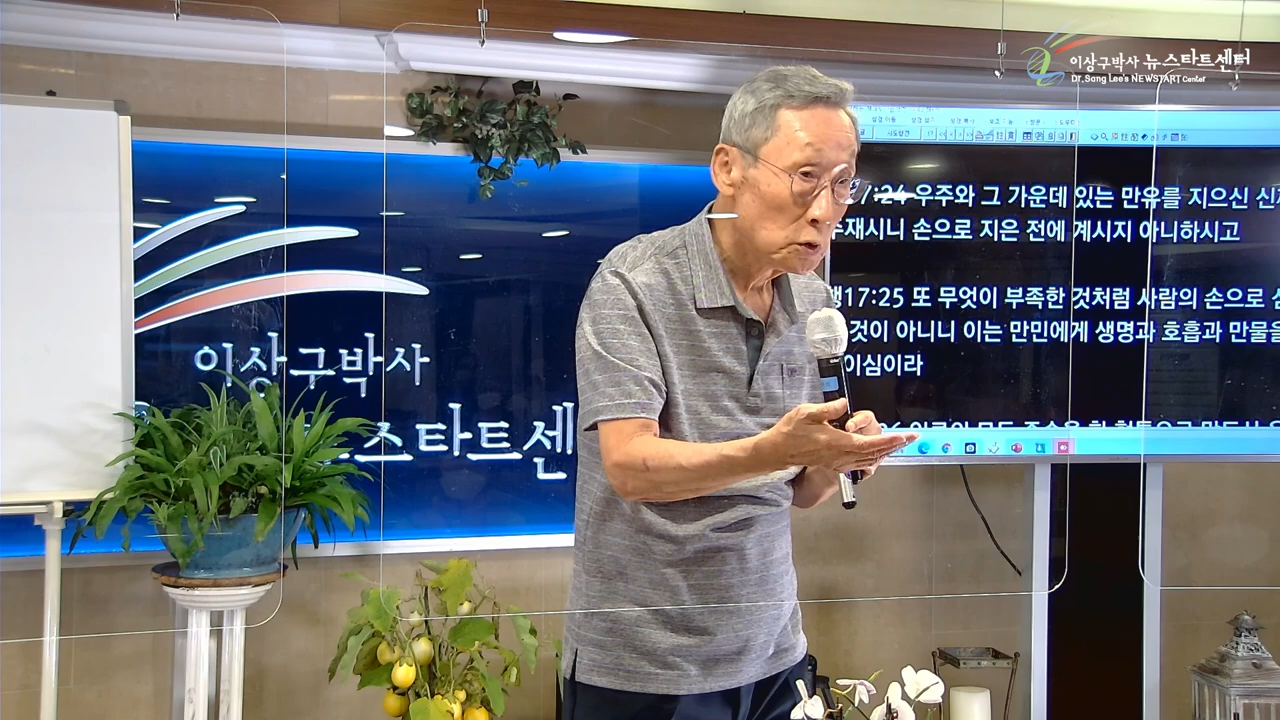 이상구박사 뉴스타트센터
Dr.Sang Lee's NEWSTART Center
7:24 우주와 그 가운데 있는 만유를 지으신 신
주재시니 손으로 지은 전에 계시지 아니하시고
행17:25 또 무엇이 부족한 것처럼 사람의 손으로
것이 아니니 이는 만민에게 생명과 호흡과 만물을
이심이라
이상구박사
뉴스타트센